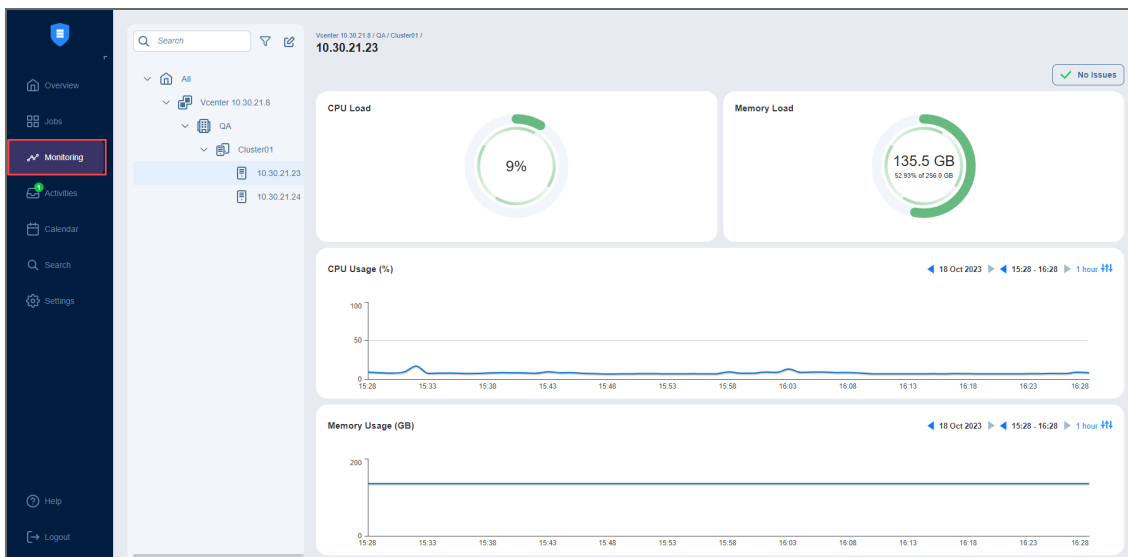 Overview
Jobs
Monitoring
1
Activities
Calendar
Search
Settings
Help
Logout
Search
All
Vcenter 10.30.21.8
QA
Cluster01
10.30.21.23
10.30.21.24
Vcenter 10.30.21.8 / QA / Cluster01 /
10.30.21.23
No Issues
CPU Load
9%
Memory Load
135.5 GB
52.93% of 256.0 GB
CPU Usage (%)
18 Oct 2023 15:28 - 16:28 1 hour
100
50
0
15:28 15:33 15:38 15:43 15:48 15:53 15:58 16:03 16:08 16:13 16:18 16:23 16:28
Memory Usage (GB)
18 Oct 2023 15:28 - 16:28 1 hour
200
0
15:28 15:33 15:38 15:43 15:48 15:53 15:58 16:03 16:08 16:13 16:18 16:23 16:28